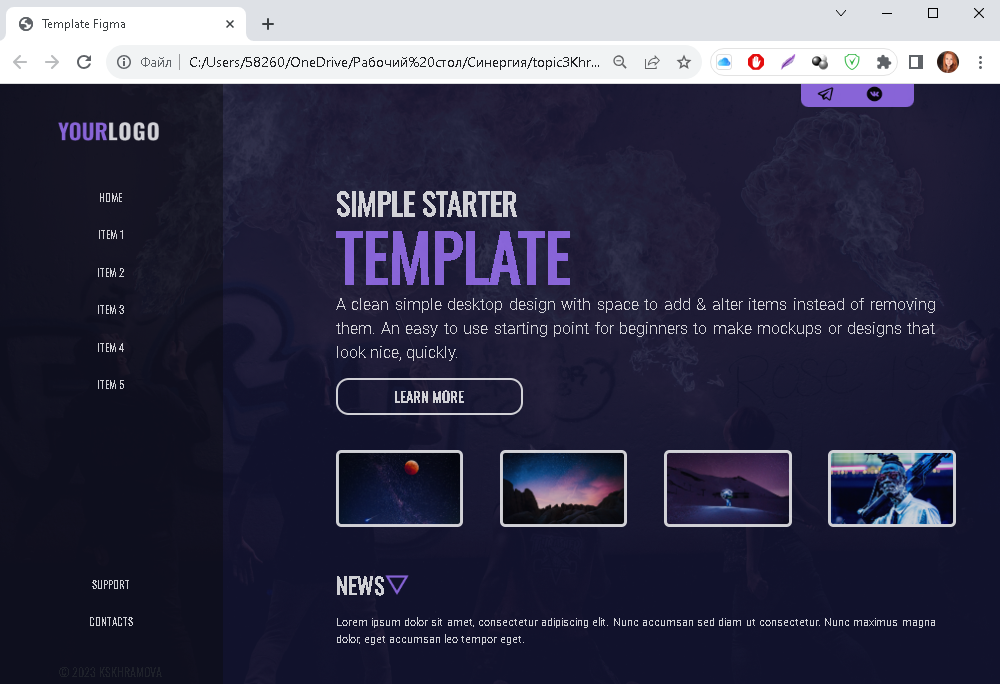 Template Figma
Файл
C:/Users/58260/OneDrive/Рабочий%20стол/Синергия/topic3Khr...
YOURLOGO
HOME
ITEM 1
ITEM 2
ITEM 3
ITEM 4
ITEM 5
SUPPORT
CONTACTS
© 2023 KSKHRAMOVA
SIMPLE STARTER
TEMPLATE
A clean simple desktop design with space to add & alter items instead of removing
them. An easy to use starting point for beginners to make mockups or designs that
look nice, quickly.
LEARN MORE
NEWS
Lorem ipsum dolor sit amet, consectetur adipiscing elit. Nunc accumsan sed diam ut consectetur. Nunc maximus magna
dolor, eget accumsan leo tempor eget.